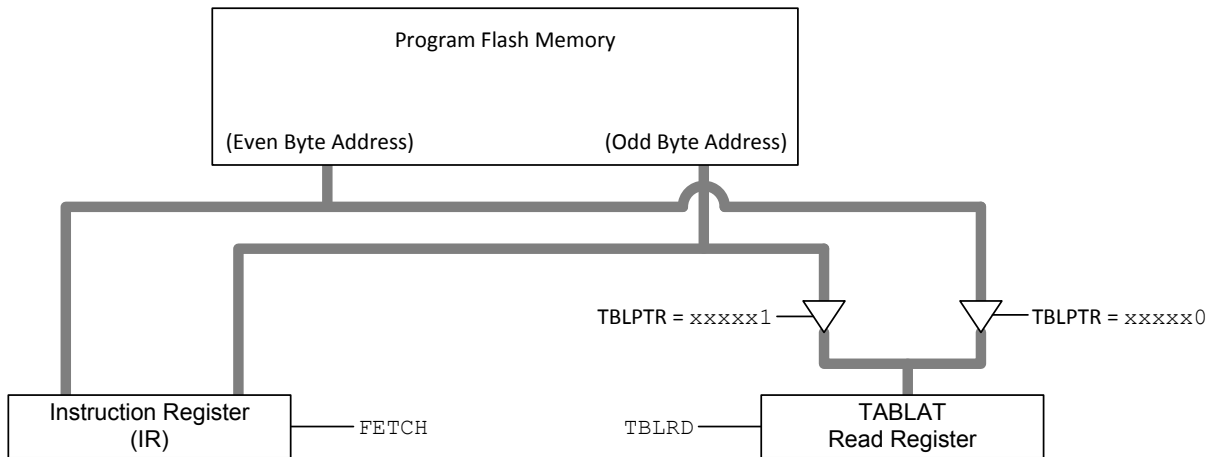 Program Flash Memory
(Even Byte Address) (Odd Byte Address)
TBLPTR = xxxxx1
TBLPTR = xxxxx0
Instruction Register
(IR)
FETCH
TBLRD
TABLAT
Read Register